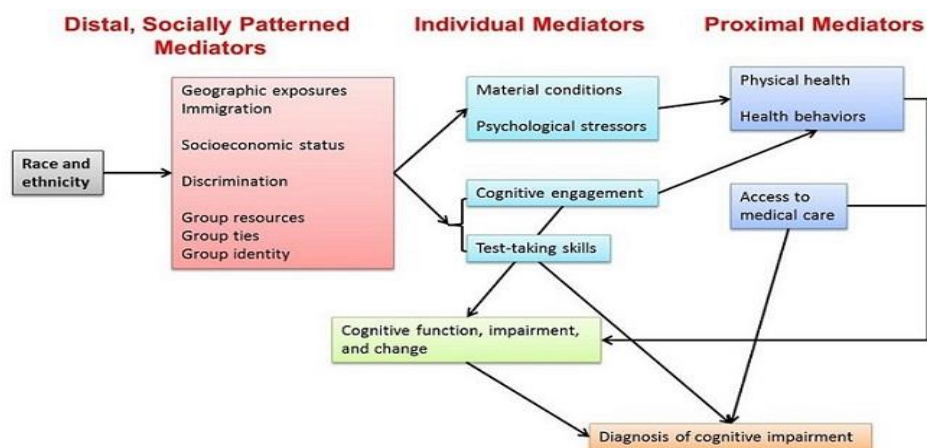 Distal, Socially Patterned
Mediators
Individual Mediators
Proximal Mediators
Race and
ethnicity
Geographic exposures
Immigration
Socioeconomic status
Discrimination
Group resources
Group ties
Group identity
Material conditions
Psychological stressors
Cognitive engagement
Test-taking skills
Physical health
Health behaviors
Access to
medical care
Cognitive function, impairment,
and change
Diagnosis of cognitive impairment